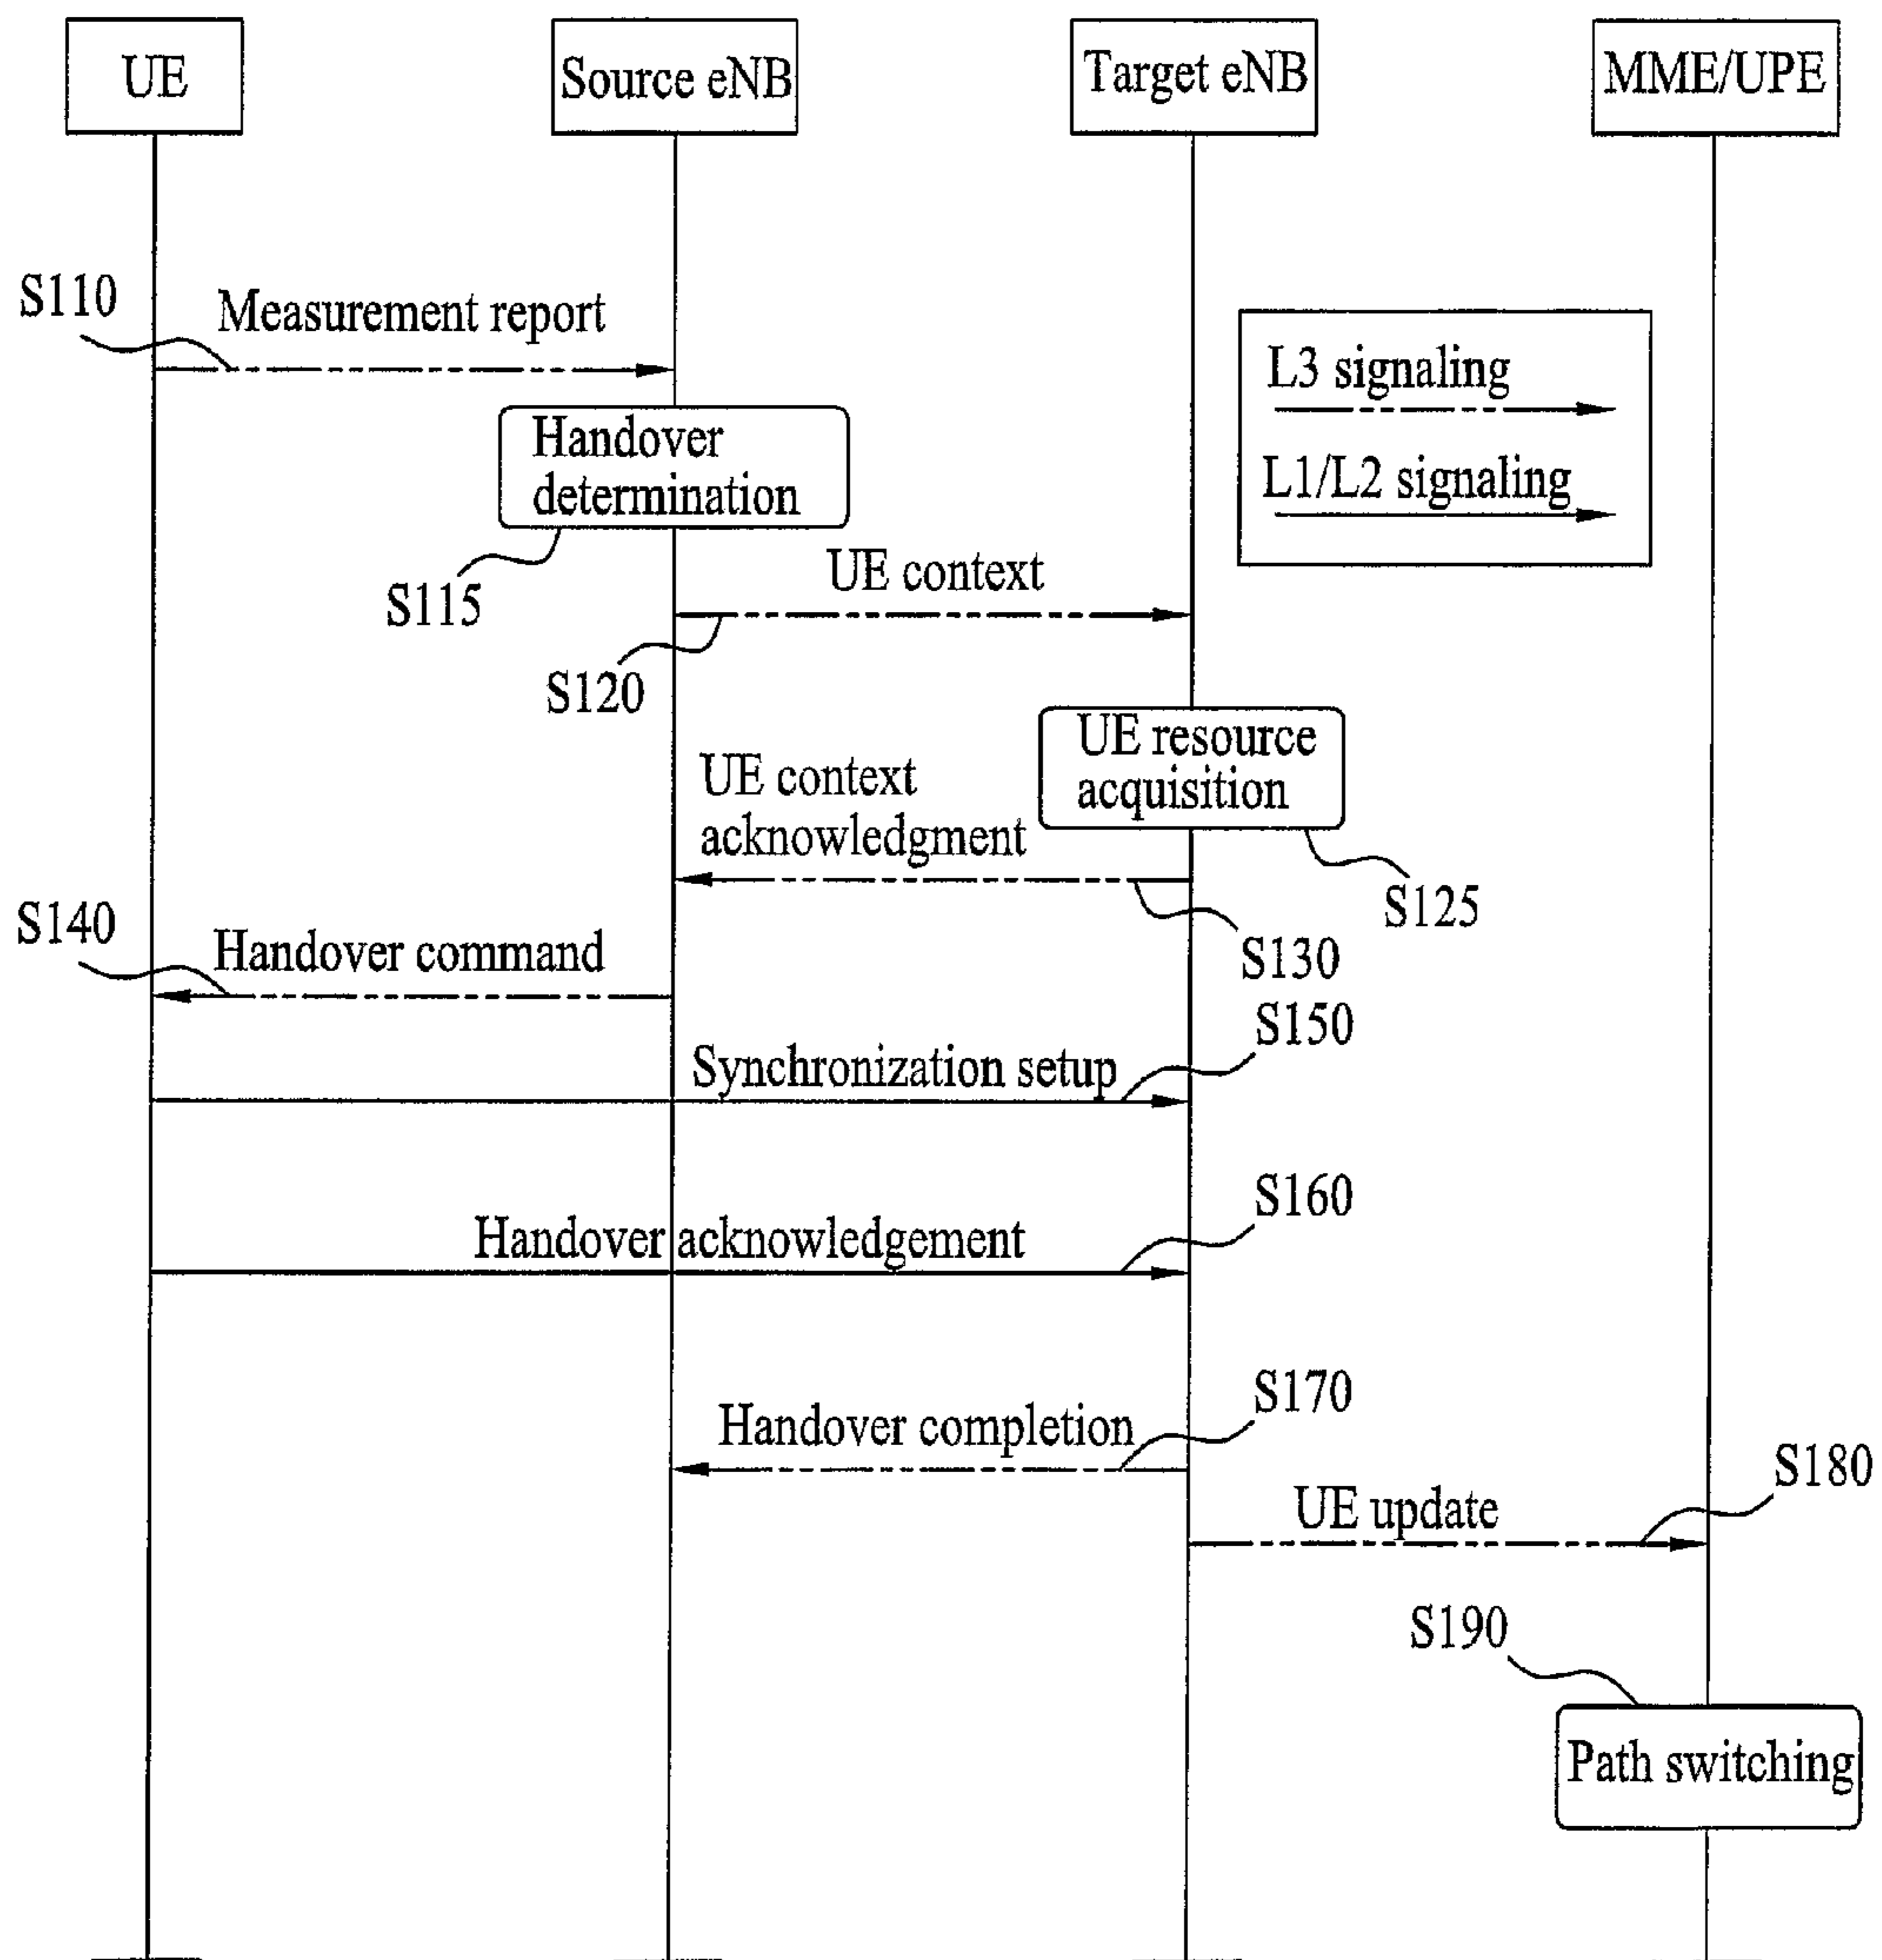 UE
Source eNB
Target eNB
MME/UPE
S110
Measurement report
L3 signaling
L1/L2 signaling
Handover
determination
S115
UE context
S120
UE resource
acquisition
S125
UE context
acknowledgment
S130
S140
Handover command
S150
Synchronization setup
S160
Handover acknowledgement
S170
Handover completion
S180
UE update
S190
Path switching